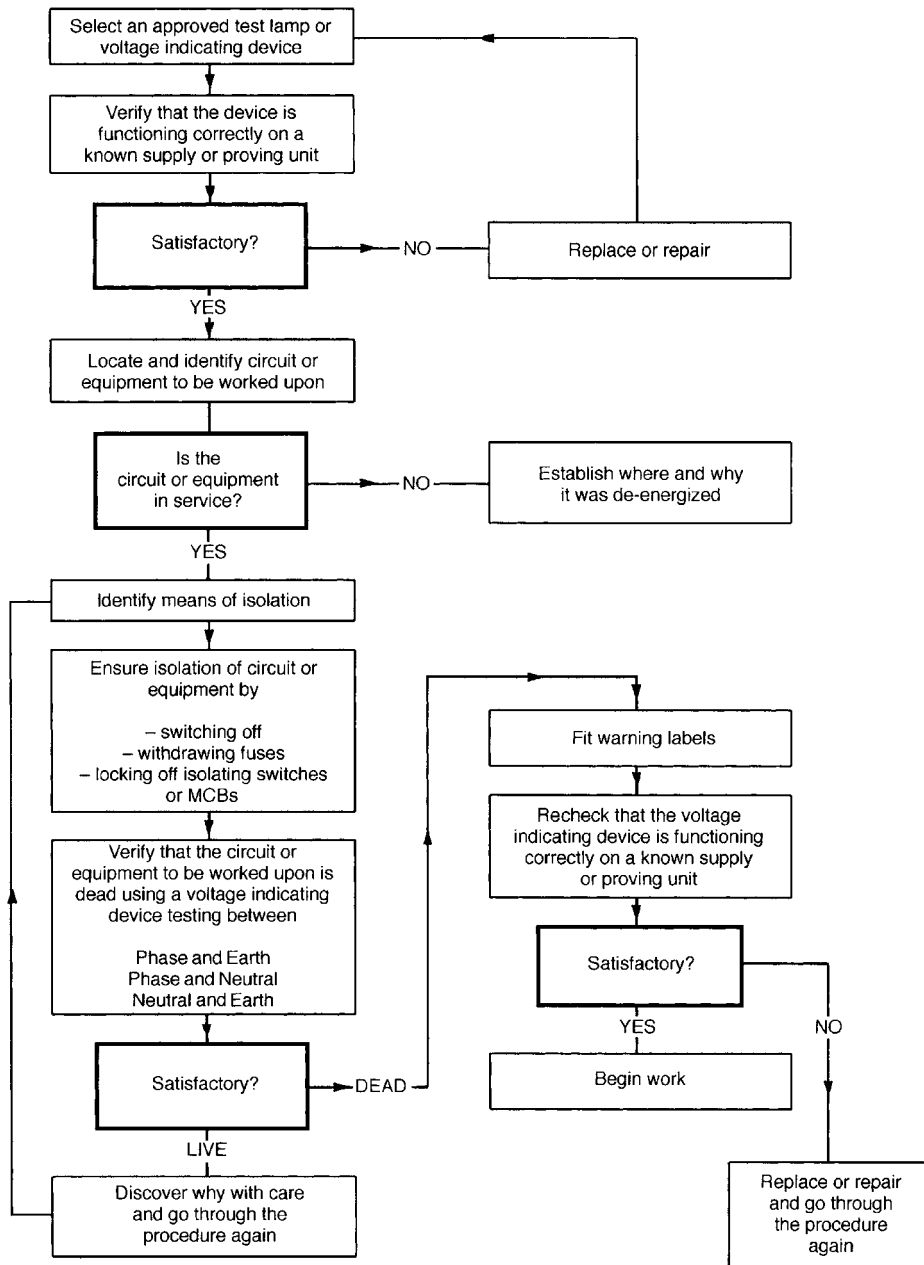 Select an approved test lamp or
voltage indicating device
Verify that the device is
functioning correctly on a
known supply or proving unit
Satisfactory?
NO
Replace or repair
YES
Locate and identify circuit or
equipment to be worked upon
Is the
circuit or equipment
in service?
NO
Establish where and why
it was de-energized
YES
Identify means of isolation
Ensure isolation of circuit or
equipment by
– switching off
– withdrawing fuses
– locking off isolating switches
or MCBs
Verify that the circuit or
equipment to be worked upon is
dead using a voltage indicating
device testing between
Phase and Earth
Phase and Neutral
Neutral and Earth
Satisfactory?
DEAD
LIVE
Discover why with care
and go through the
procedure again
Fit warning labels
Recheck that the voltage
indicating device is functioning
correctly on a known supply
or proving unit
Satisfactory?
YES
NO
Begin work
Replace or repair
and go through
the procedure
again